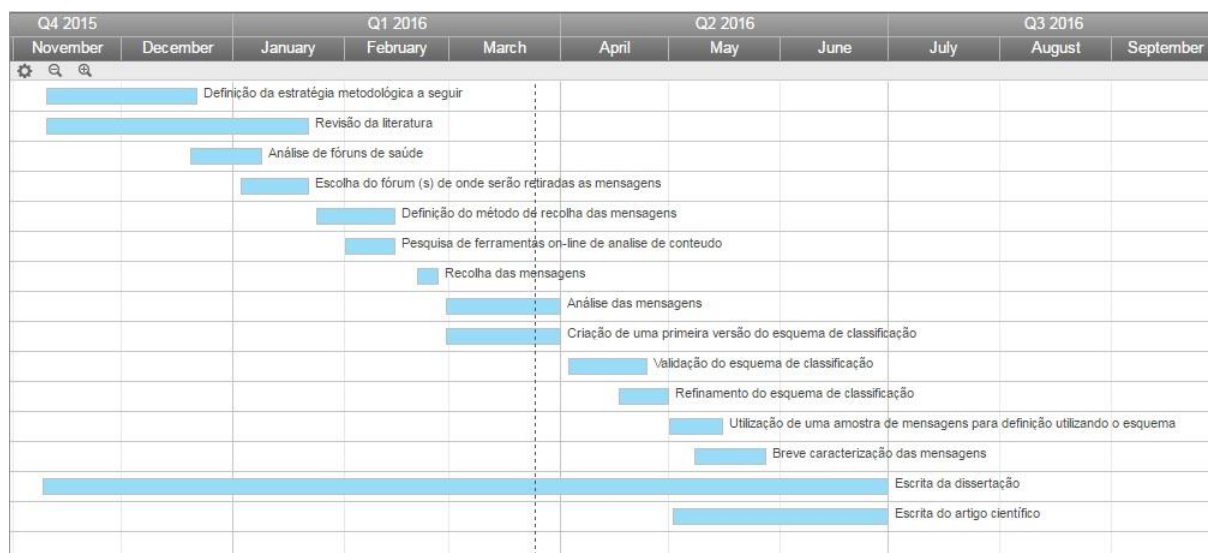 Q4 2015 Q1 2016 Q2 2016 Q3 2016
November December January February March April May June July August September
Definição da estratégia metodológica a seguir
Revisão da literatura
Análise de fóruns de saúde
Escolha do fórum (s) de onde serão retiradas as mensagens
Definição do método de recolha das mensagens
Pesquisa de ferramentas on-line de analise de conteudo
Recolha das mensagens
Análise das mensagens
Criação de uma primeira versão do esquema de classificação
Validação do esquema de classificação
Refinamento do esquema de classificação
Utilização de uma amostra de mensagens para definição utilizando o esquema
Breve caracterização das mensagens
Escrita da dissertação
Escrita do artigo científico